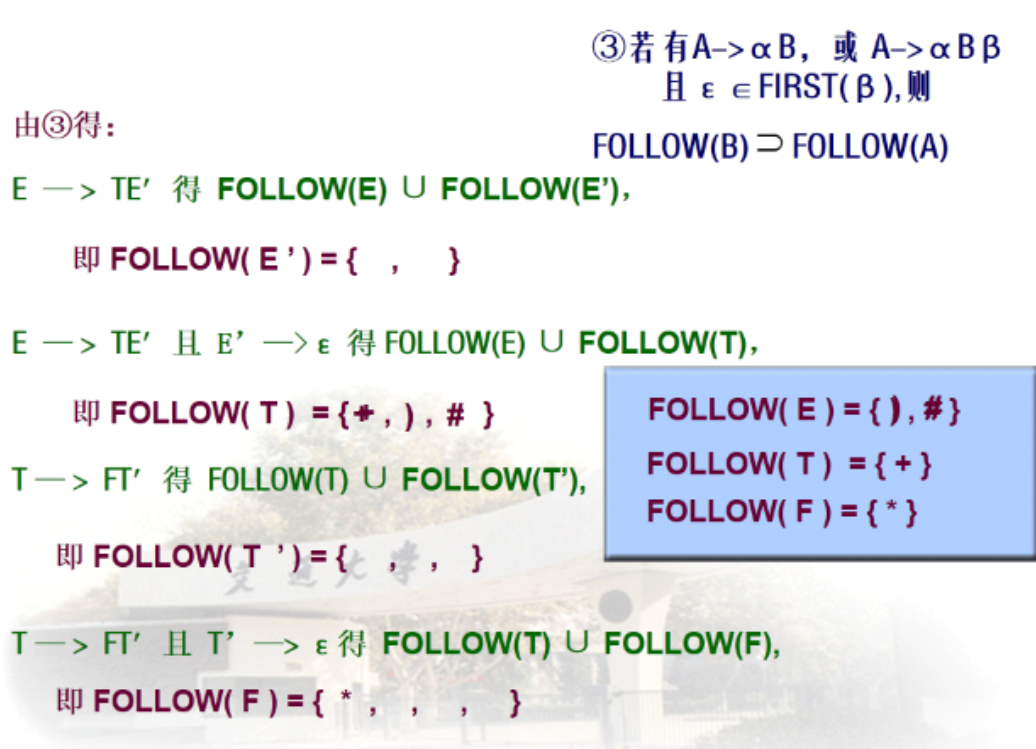 ③若有A–>αB，或 A–>αBβ
且 ε ∈FIRST(β),则
FOLLOW(B)⊃FOLLOW(A)
由③得：
E —> TE′ 得 FOLLOW(E) ∪ FOLLOW(E’),
即 FOLLOW( E ’ ) = { , }
E —> TE′ 且 E’ —> ε 得 FOLLOW(E) ∪ FOLLOW(T),
即 FOLLOW( T ) = {+ , ) , # }
T —> FT′ 得 FOLLOW(T) ∪ FOLLOW(T’),
即 FOLLOW( T ’ ) = { , , }
T —> FT′ 且 T’ —> ε 得 FOLLOW(T) ∪ FOLLOW(F),
即 FOLLOW( F ) = { * , , , }
FOLLOW( E ) = { ) , # }
FOLLOW( T ) = { + }
FOLLOW( F ) = { * }
交通大学